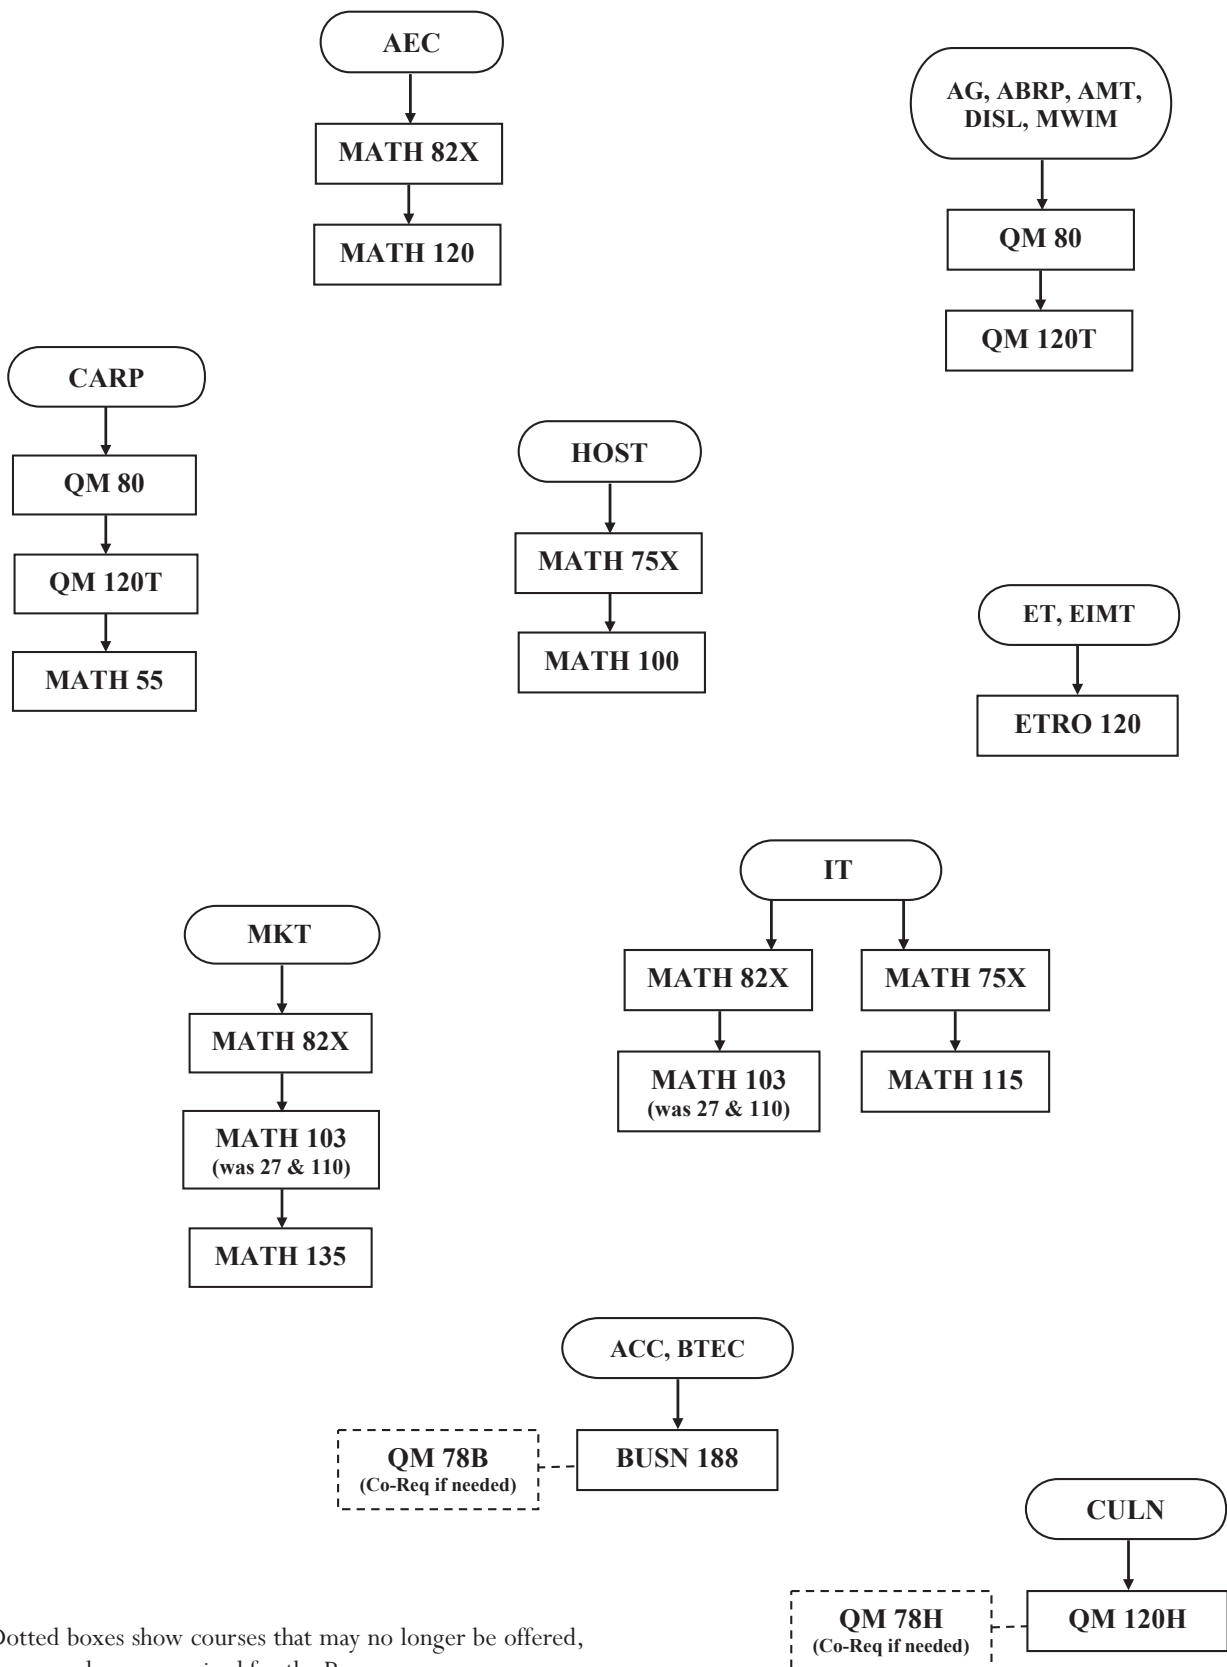 AEC
MATH 82X
MATH 120
AG, ABRP, AMT,
DISL, MWIM
QM 80
QM 120T
CARP
QM 80
QM 120T
MATH 55
HOST
MATH 75X
MATH 100
ET, EIMT
ETRO 120
IT
MATH 82X
MATH 75X
MATH 103
(was 27 & 110)
MATH 115
MKT
MATH 82X
MATH 103
(was 27 & 110)
MATH 135
ACC, BTEC
QM 78B
(Co-Req if needed)
BUSN 188
CULN
QM 78H
(Co-Req if needed)
QM 120H
Dotted boxes show courses that may no longer be offered,